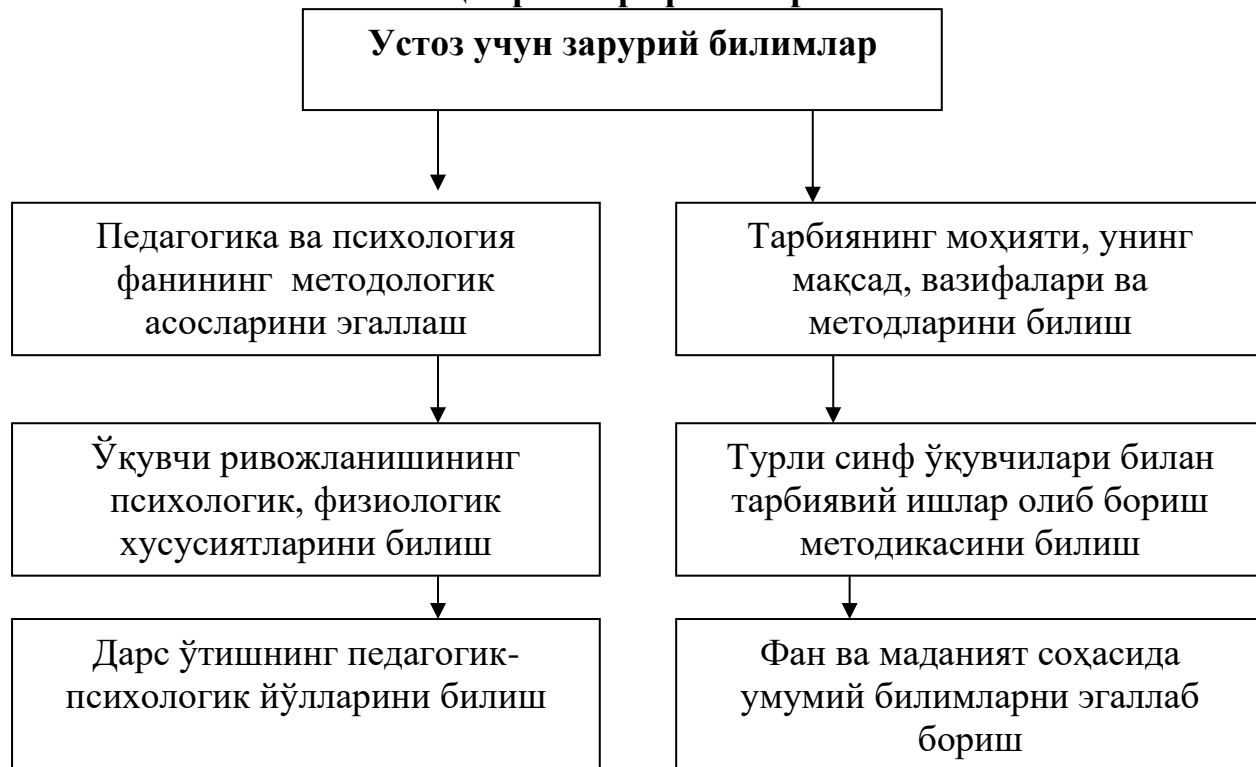 Устоз учун зарурий билимлар
Педагогика ва психология
фанининг методологик
асосларини эгаллаш
Тарбиянинг моҳияти, унинг
мақсад, вазифалари ва
методларини билиш
Ўқувчи ривожланишининг
психологик, физиологик
хусусиятларини билиш
Турли синф ўқувчилари билан
тарбиявий ишлар олиб бориш
методикасини билиш
Дарс ўтишнинг педагогик-
психологик йўлларини билиш
Фан ва маданият соҳасида
умумий билимларни эгаллаб
бориш